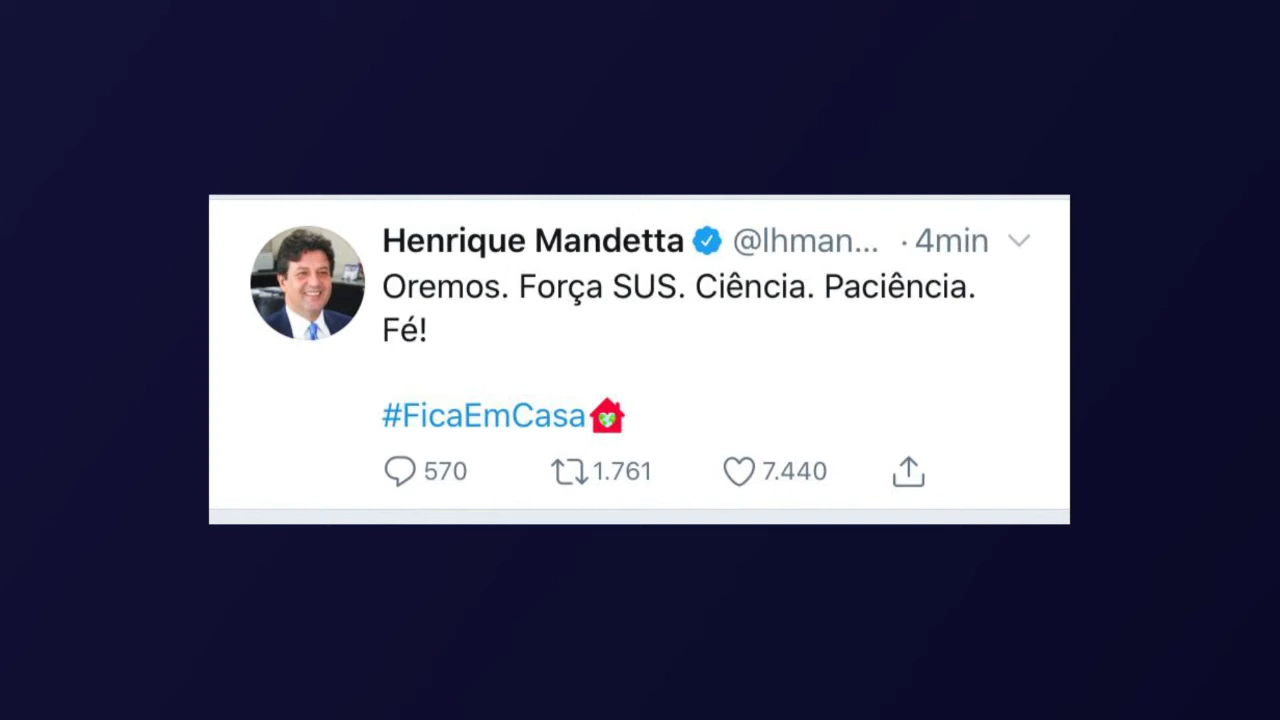 Henrique Mandetta @lhman... · 4min
Oremos. Força SUS. Ciência. Paciência.
Fé!
#FicaEmCasa
570 1.761 7.440